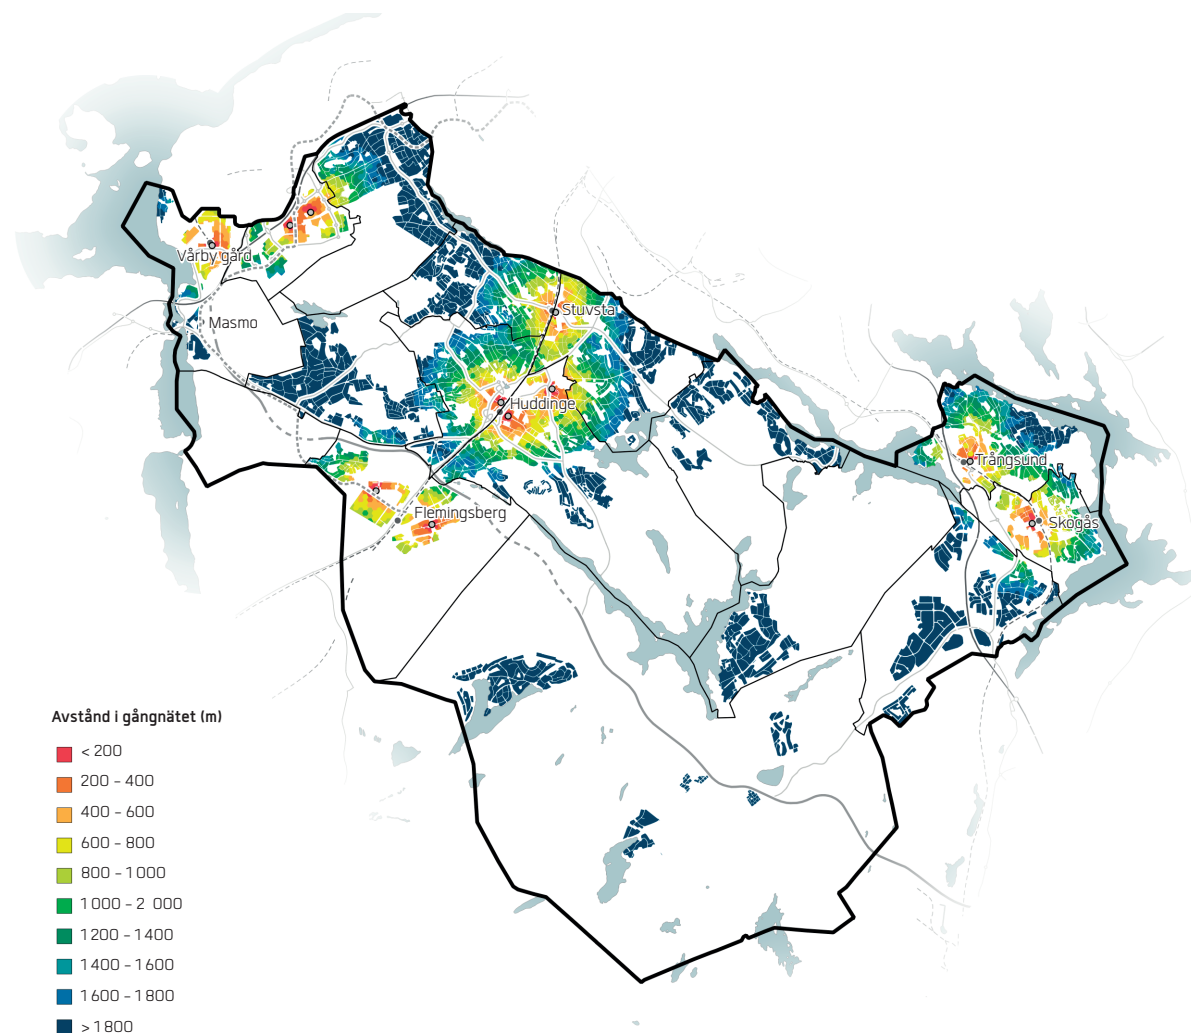 Vårby gård
Masmo
Stuvsta
Huddinge
Flemingsberg
Trångsund
Skogås
Avstånd i gångnätet (m)
< 200
200 – 400
400 – 600
600 – 800
800 – 1000
1000 – 2 000
1200 – 1400
1400 – 1600
1600 – 1800
> 1800